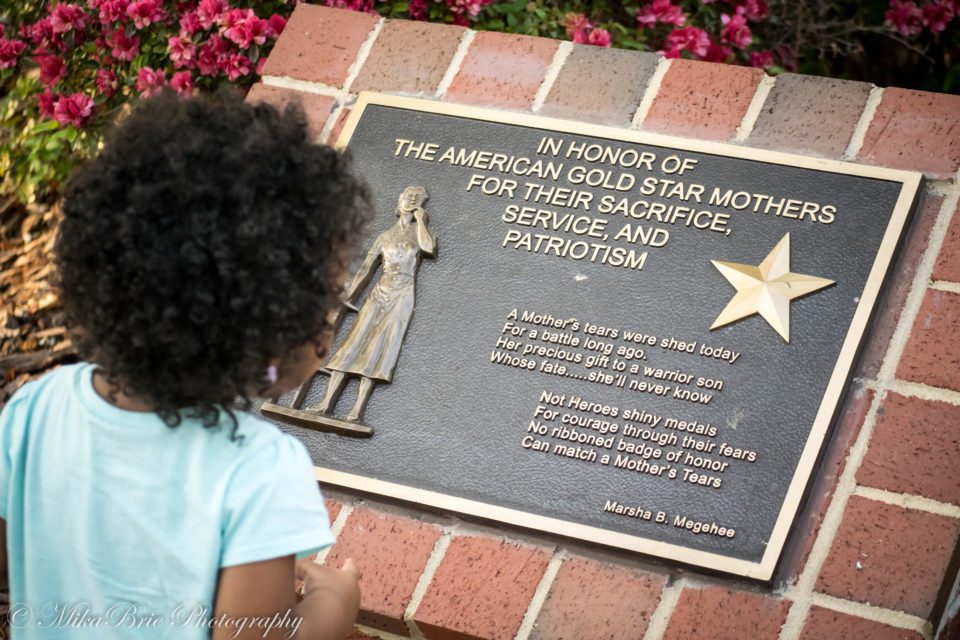 IN HONOR OF
THE AMERICAN GOLD STAR MOTHERS
FOR THEIR SACRIFICE,
SERVICE, AND
PATRIOTISM
A Mother's tears were shed today
For a battle long ago.
Her precious gift to a warrior son
Whose fate.....she'll never know
Not Heroes shiny medals
For courage through their fears
No ribboned badge of honor
Can match a Mother's Tears
Marsha B. Megehee
© MikaBrie Photography